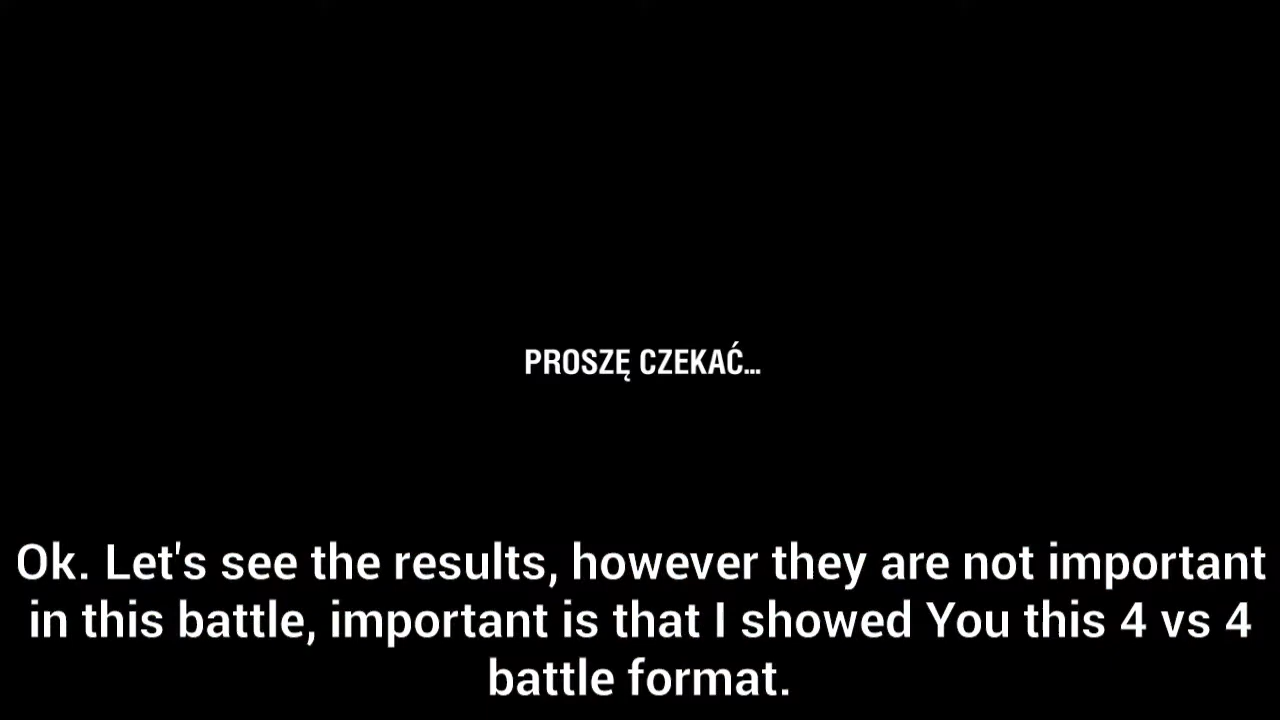 PROSZĘ CZEKAĆ...
Ok. Let's see the results, however they are not important
in this battle, important is that I showed You this 4 vs 4
battle format.